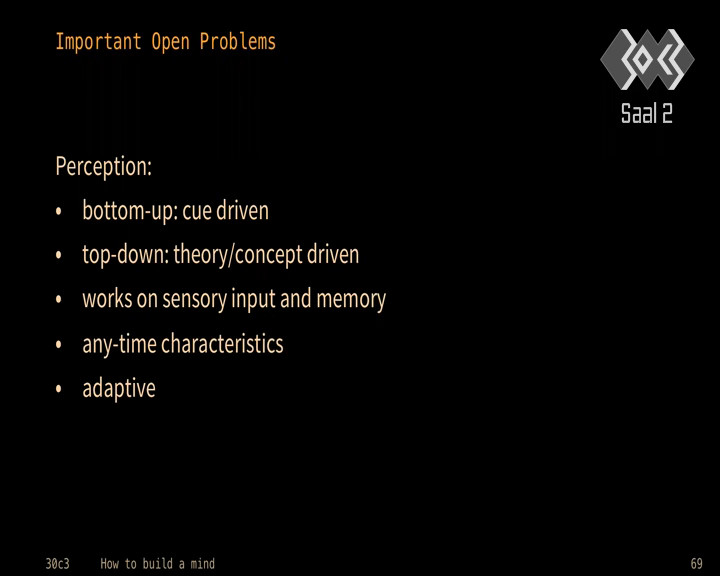 Important Open Problems
Saal 2
Perception:
• bottom-up: cue driven
• top-down: theory/concept driven
• works on sensory input and memory
• any-time characteristics
• adaptive
30c3 How to build a mind 69